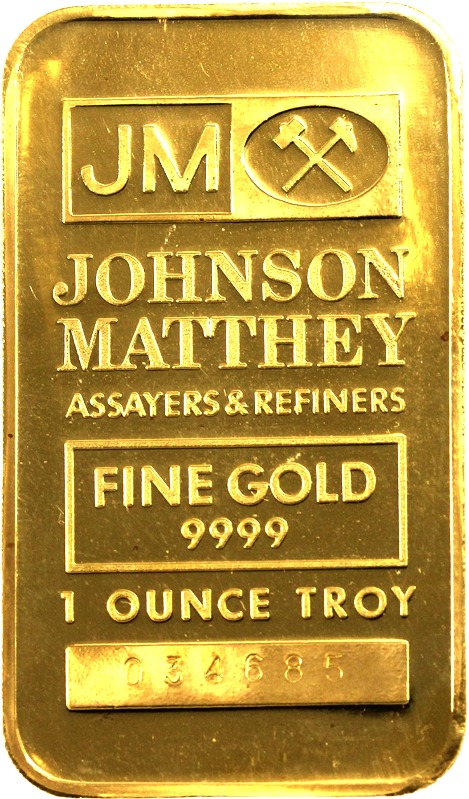 JM
JOHNSON
MATTHEY
ASSAYERS & REFINERS
FINE GOLD
9999
1 OUNCE TROY
034685